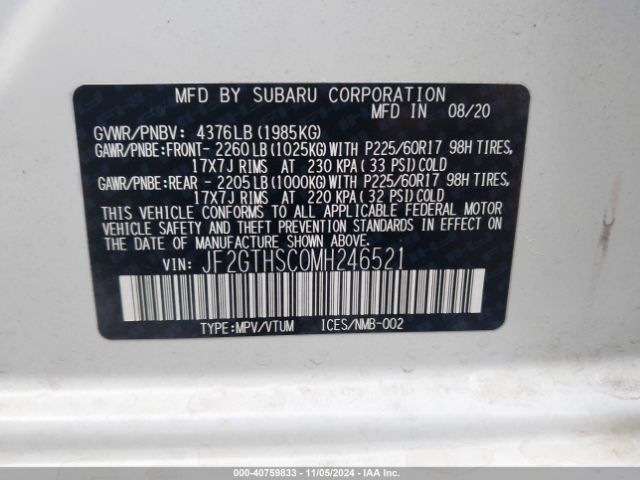 MFD BY SUBARU CORPORATION
MFD IN 08/20
GVWR/PNBV: 4376LB(1985KG)
GAWR/PNBE:FRONT- 2260LB(1025KG)WITH P225/60R17 98H TIRES,
17X7J RIMS AT 230 KPA(33 PSI)COLD
GAWR/PNBE:REAR - 2205LB(1000KG)WITH P225/60R17 98H TIRES,
17X7J RIMS AT 220 KPA(32 PSI)COLD
THIS VEHICLE CONFORMS TO ALL APPLICABLE FEDERAL MOTOR
VEHICLE SAFETY AND THEFT PREVENTION STANDARDS IN EFFECT ON
THE DATE OF MANUFACTURE SHOWN ABOVE.
VIN: JF2GTHSC0MH246521
TYPE:MPV/VTUM ICES/NMB-002
000-40759833 - 11/05/2024 - IAA Inc.